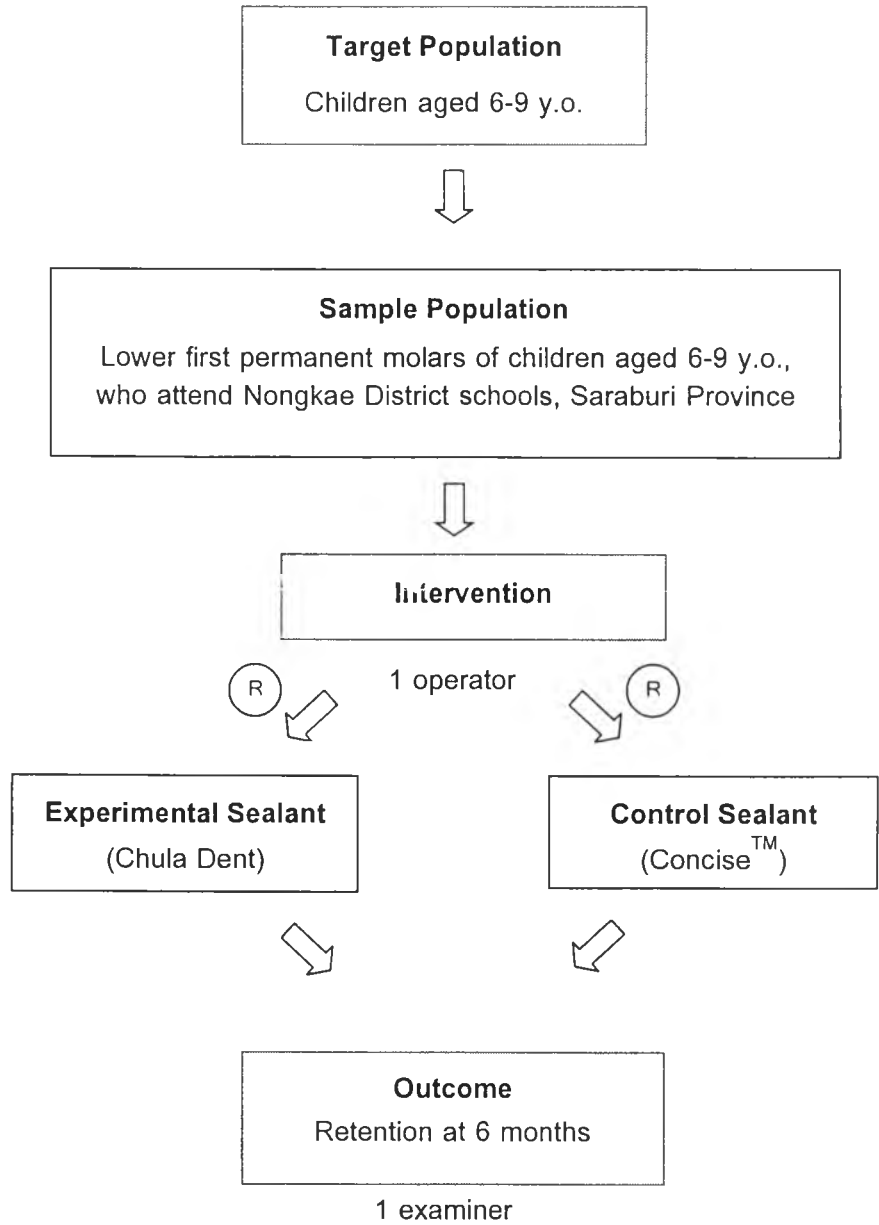 Target Population
Children aged 6-9 y.o.
Sample Population
Lower first permanent molars of children aged 6-9 y.o.,
who attend Nongkae District schools, Saraburi Province
Intervention
R
1 operator
R
Experimental Sealant
(Chula Dent)
Control Sealant
(Concise™)
Outcome
Retention at 6 months
1 examiner